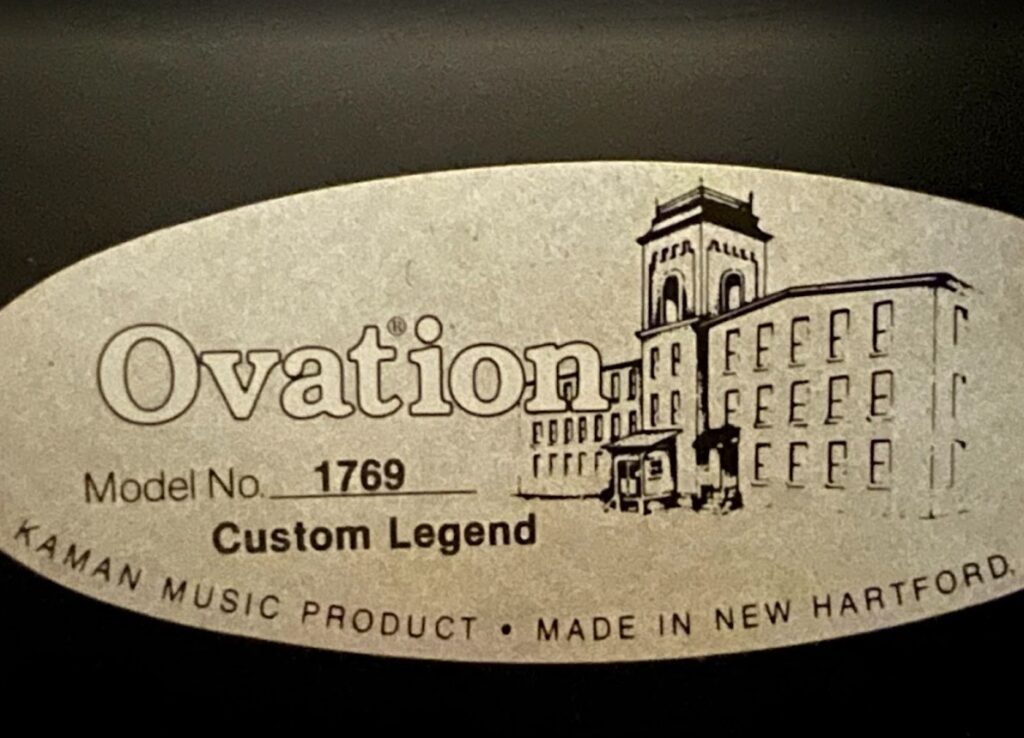 Ovation®
Model No. 1769
Custom Legend
KAMAN MUSIC PRODUCT • MADE IN NEW HARTFORD,